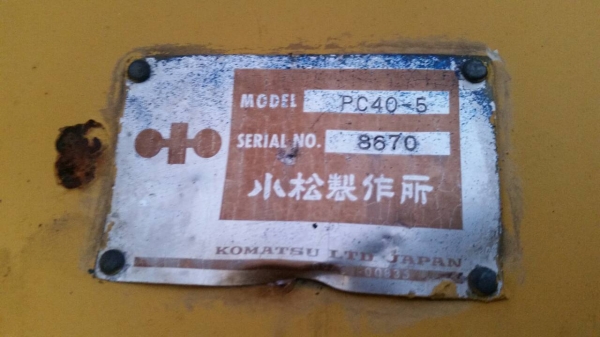 MODEL PC40-5
SERIAL NO. 8670
小松製作所
KOMATSU LTD JAPAN